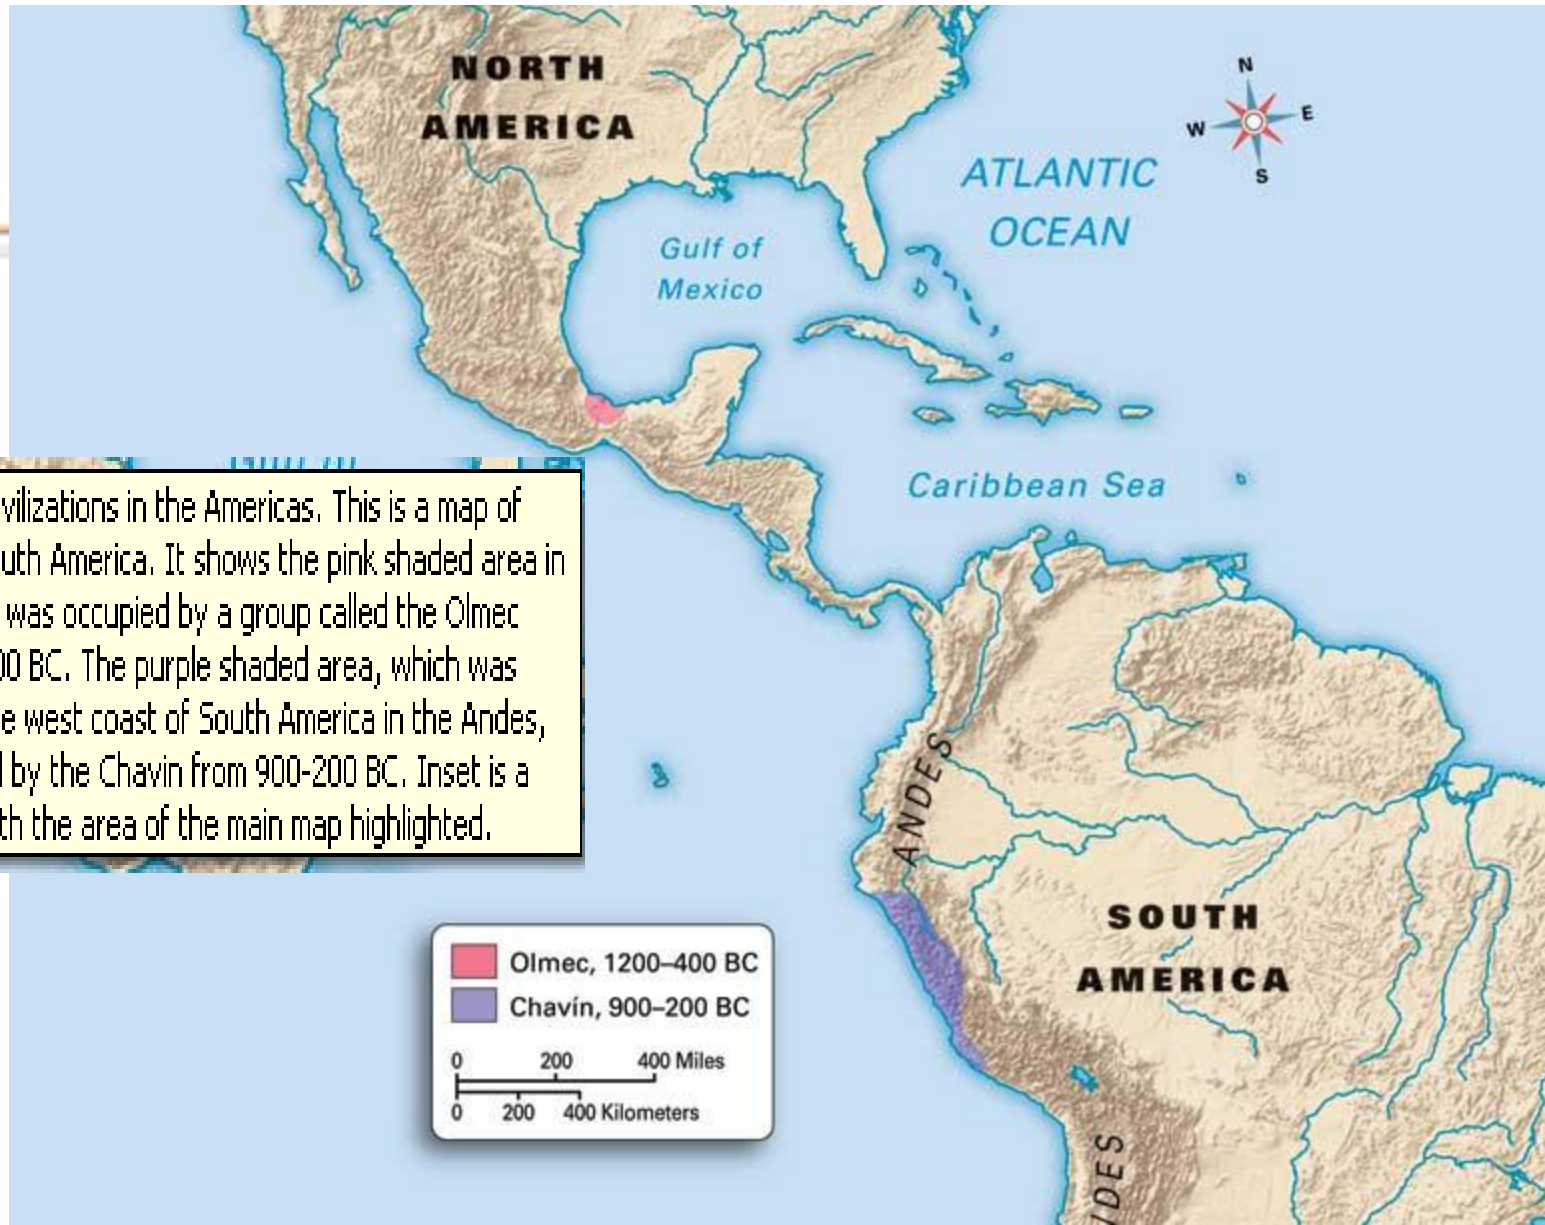 NORTH
AMERICA
N
W
E
S
ATLANTIC
OCEAN
Gulf of
Mexico
Caribbean Sea
vilizations in the Americas. This is a map of
uth America. It shows the pink shaded area in
was occupied by a group called the Olmec
00 BC. The purple shaded area, which was
e west coast of South America in the Andes,
by the Chavin from 900-200 BC. Inset is a
th the area of the main map highlighted.
ANDES
SOUTH
AMERICA
Olmec, 1200–400 BC
Chavín, 900–200 BC
0 200 400 Miles
0 200 400 Kilometers
DES